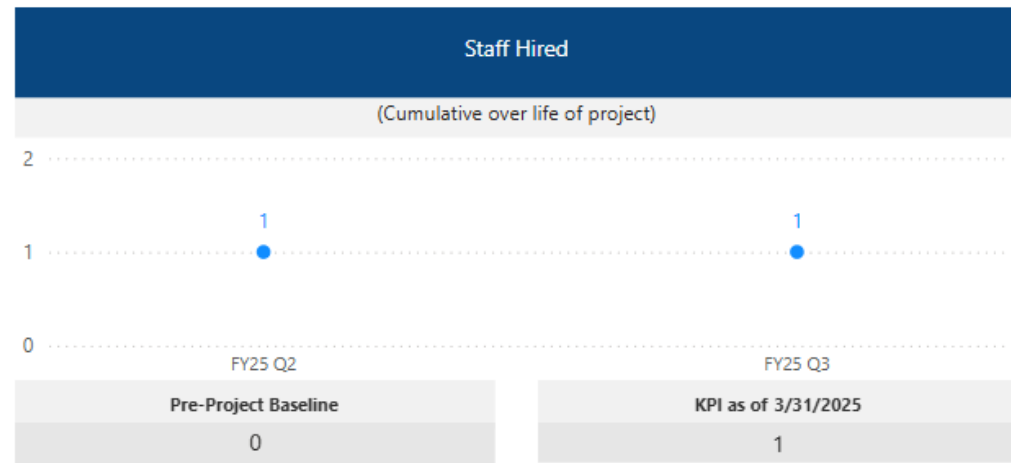 Staff Hired
(Cumulative over life of project)
2
1 1
1
0
FY25 Q2 FY25 Q3
Pre-Project Baseline KPI as of 3/31/2025
0 1